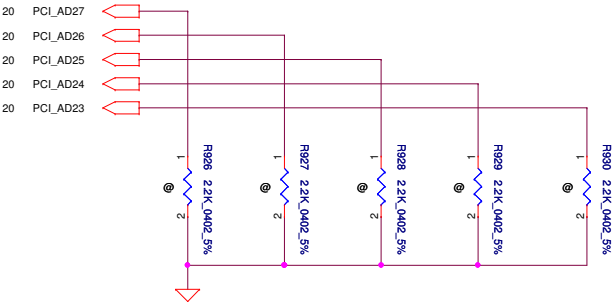 20 PCI_AD27
20 PCI_AD26
20 PCI_AD25
20 PCI_AD24
20 PCI_AD23
1
R926 2.2K_0402_5%
@
2
1
R927 2.2K_0402_5%
@
2
1
R928 2.2K_0402_5%
@
2
1
R929 2.2K_0402_5%
@
2
1
R930 2.2K_0402_5%
@
2